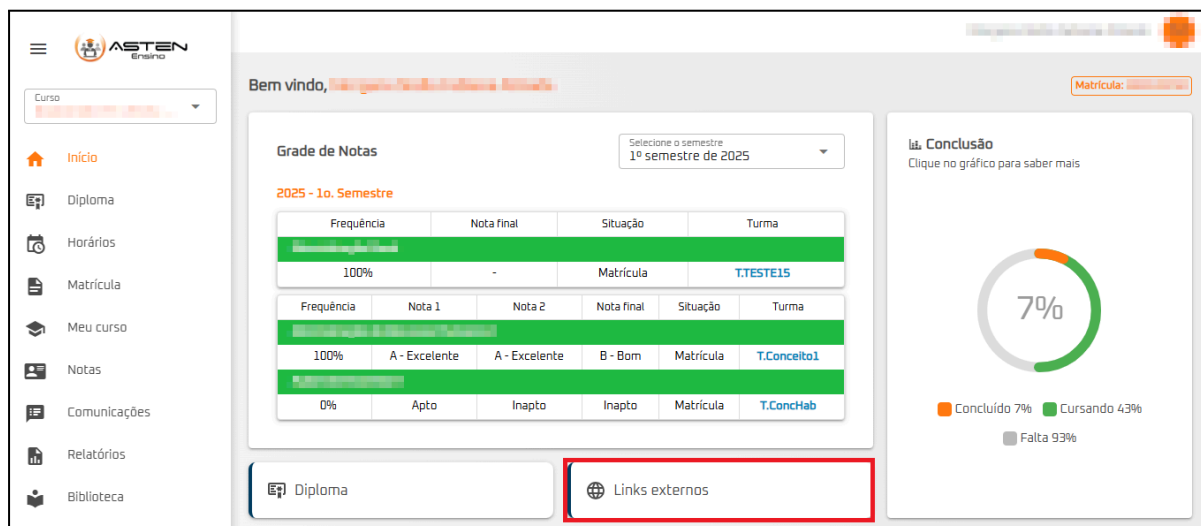 ASTEN
Ensino
Bem vindo,
Matrícula:
Curso
Início
Diploma
Horários
Matrícula
Meu curso
Notas
Comunicações
Relatórios
Biblioteca
Grade de Notas
Selecione o semestre
1º semestre de 2025
2025 - 1o. Semestre
Frequência Nota final Situação Turma
100% - Matrícula T.TESTE15
Frequência Nota 1 Nota 2 Nota final Situação Turma
100% A - Excelente A - Excelente B - Bom Matrícula T.Conceito1
0% Apto Inapto Inapto Matrícula T.ConcHab
Diploma
Links externos
Conclusão
Clique no gráfico para saber mais
7%
Concluído 7% Cursando 43%
Falta 93%